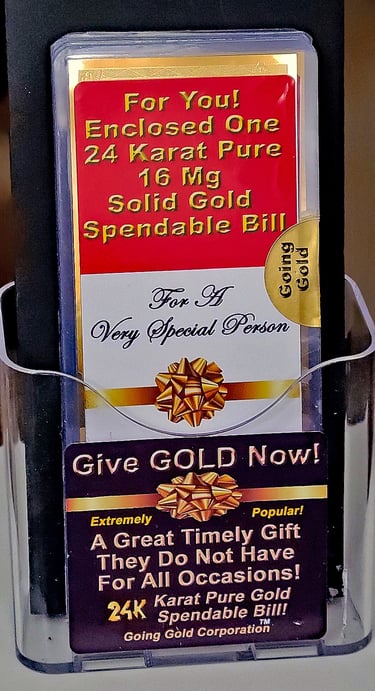 For You!
Enclosed One
24 Karat Pure
16 Mg
Solid Gold
Spendable Bill
Going
Gold
For A
Very Special Person
Give GOLD Now!
Extremely Popular!
A Great Timely Gift
They Do Not Have
For All Occasions!
24K Karat Pure Gold
Spendable Bill!
Going Gold Corporation™